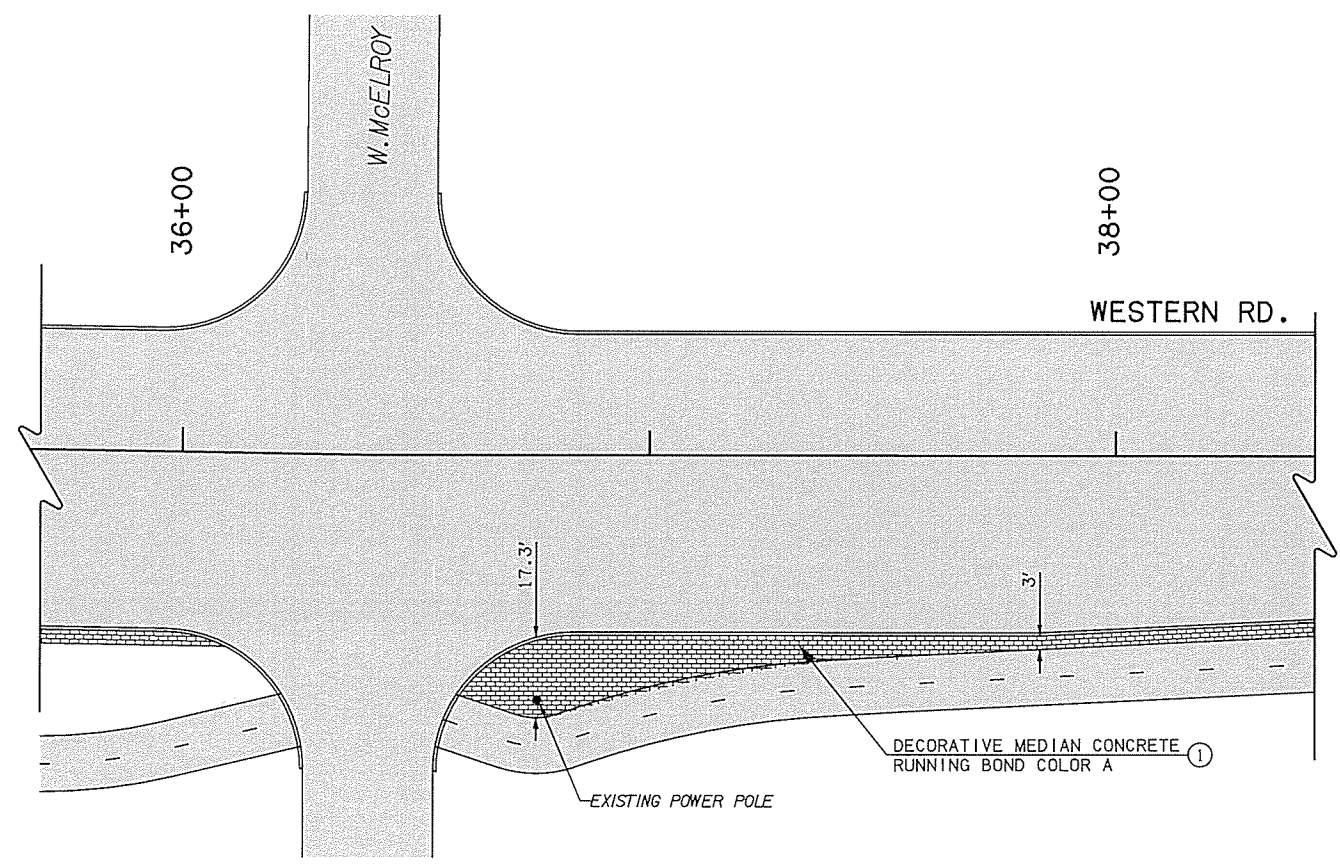 W. McELROY
36+00
38+00
WESTERN RD.
17.3'
3'
DECORATIVE MEDIAN CONCRETE
RUNNING BOND COLOR A
1
EXISTING POWER POLE